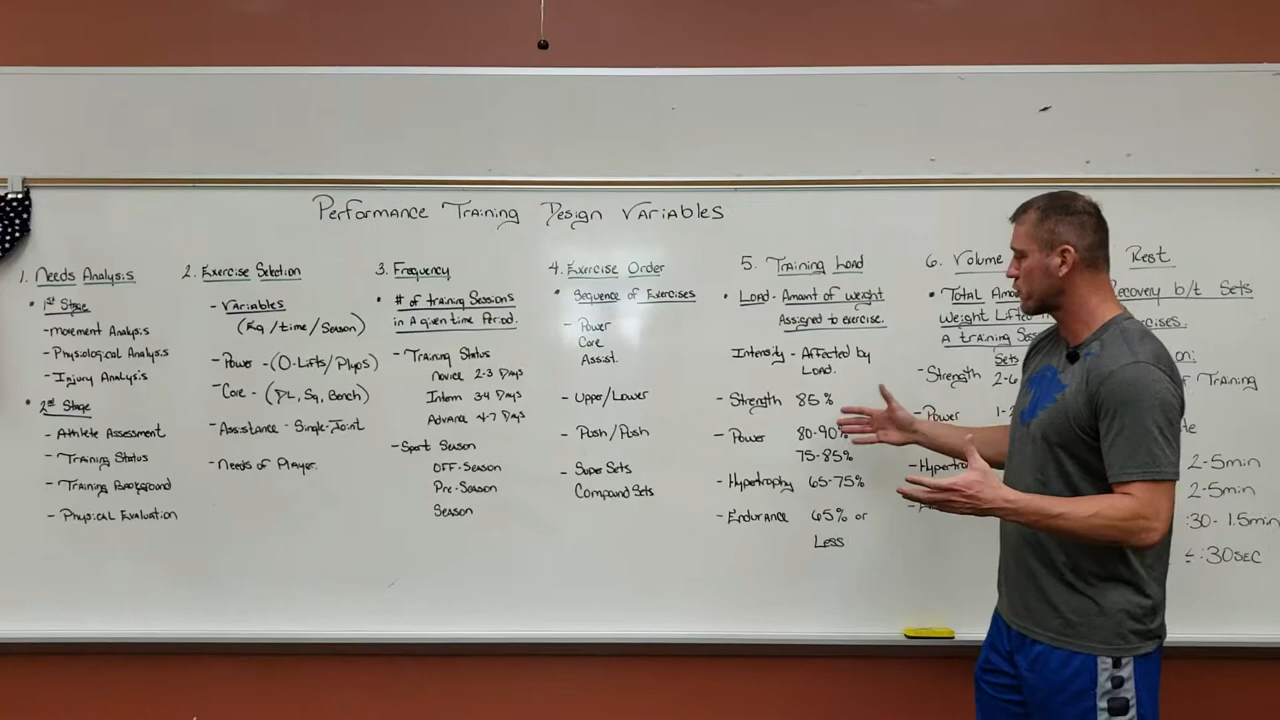 Performance Training Design Variables
1. Needs Analysis
• 1st Stage
- Movement Analysis
- Physiological Analysis
- Injury Analysis
• 2nd Stage
- Athlete Assessment
- Training Status
- Training Background
- Physical Evaluation
2. Exercise Selection
- Variables
(Eq/time/Season)
- Power - (O-Lifts/Plyos)
- Core - (DL, Sq, Bench)
- Assistance - Single-Joint
- Needs of Player.
3. Frequency
• # of training Sessions
in A given time Period.
- Training Status
Novice 2-3 Days
Interm 3-4 Days
Advance 4-7 Days
- Sport Season
OFF-Season
Pre-Season
Season
4. Exercise Order
• Sequence of Exercises
- Power
Core
Assist.
- Upper/Lower
- Push/Push
- Super Sets
Compound Sets
5. Training Load
• Load - Amount of weight
Assigned to exercise.
Intensity - Affected by
Load.
- Strength 85%
- Power 80-90%
75-85%
- Hypertrophy 65-75%
- Endurance 65% or
Less
6. Volume
• Total
Weight
A training
Sets
- Strength
- Power
Rest
Recovery b/t Sets
Training
2-5min
2-5min
:30-1.5min
≤ :30sec